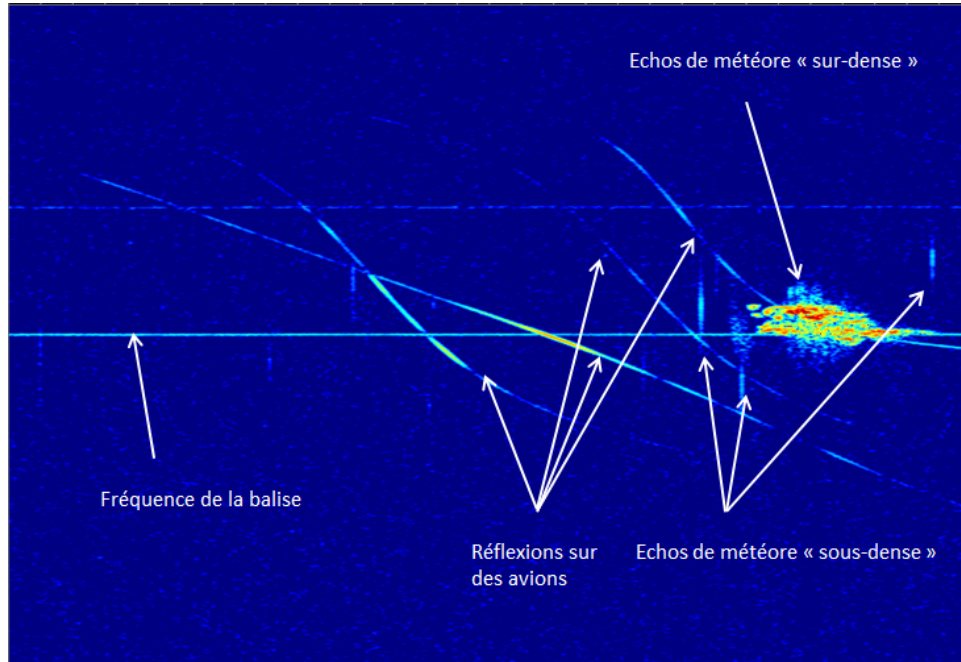 Echos de météore « sur-dense »
Fréquence de la balise
Réflexions sur
des avions
Echos de météore « sous-dense »